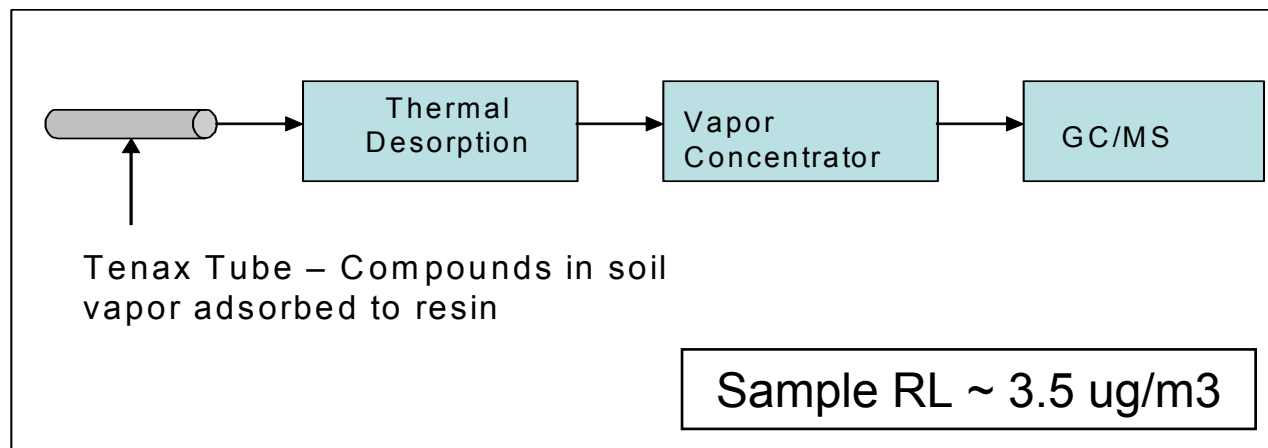 Thermal
Desorption
Vapor
Concentrator
GC/MS
Tenax Tube – Compounds in soil
vapor adsorbed to resin
Sample RL ~ 3.5 ug/m3